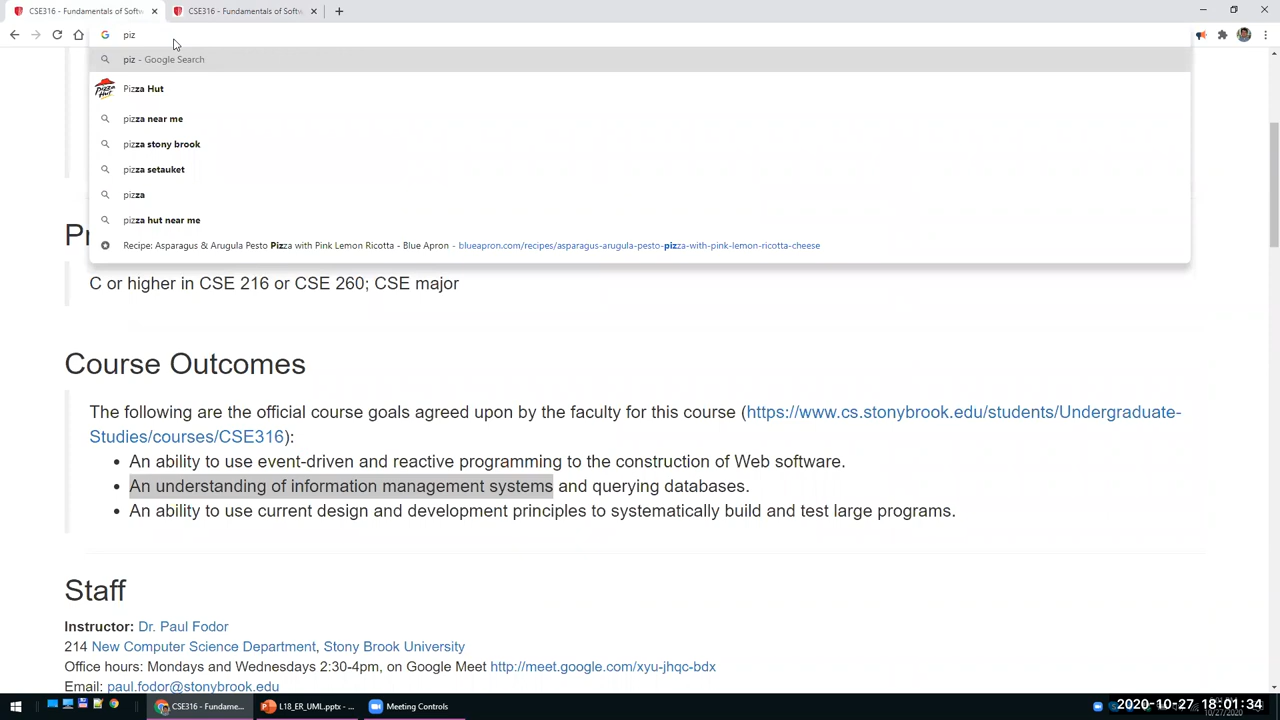 CSE316 - Fundamentals of Softw
CSE316 - Fundamentals of Softw
piz
piz - Google Search
Pizza Hut
pizza near me
pizza stony brook
pizza setauket
pizza
pizza hut near me
Recipe: Asparagus & Arugula Pesto Pizza with Pink Lemon Ricotta - Blue Apron - blueapron.com/recipes/asparagus-arugula-pesto-pizza-with-pink-lemon-ricotta-cheese
C or higher in CSE 216 or CSE 260; CSE major
Course Outcomes
The following are the official course goals agreed upon by the faculty for this course (https://www.cs.stonybrook.edu/students/Undergraduate-
Studies/courses/CSE316):
• An ability to use event-driven and reactive programming to the construction of Web software.
• An understanding of information management systems and querying databases.
• An ability to use current design and development principles to systematically build and test large programs.
Staff
Instructor: Dr. Paul Fodor
214 New Computer Science Department, Stony Brook University
Office hours: Mondays and Wednesdays 2:30-4pm, on Google Meet http://meet.google.com/xyu-jhqc-bdx
Email: paul.fodor@stonybrook.edu
CSE316 - Fundame...
L18_ER_UML.pptx - ...
Meeting Controls
2020-10-27 18:01:34
10/27/2020